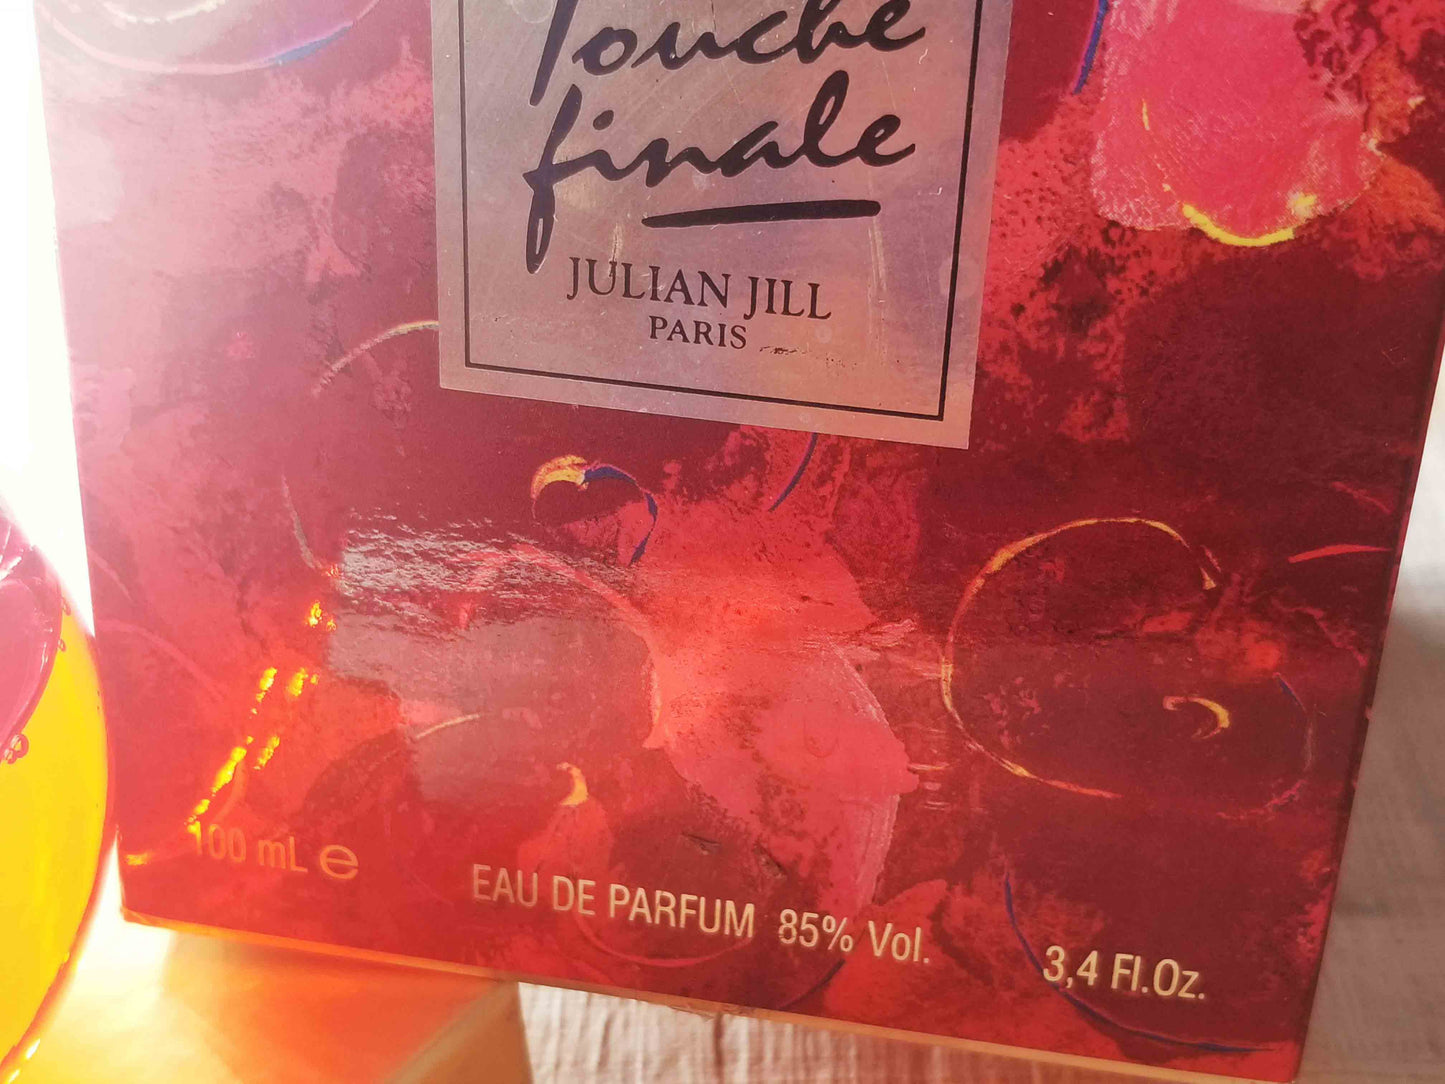 Touche
finale
JULIAN JILL
PARIS
100 mL e
EAU DE PARFUM 85% Vol.
3,4 Fl.Oz.